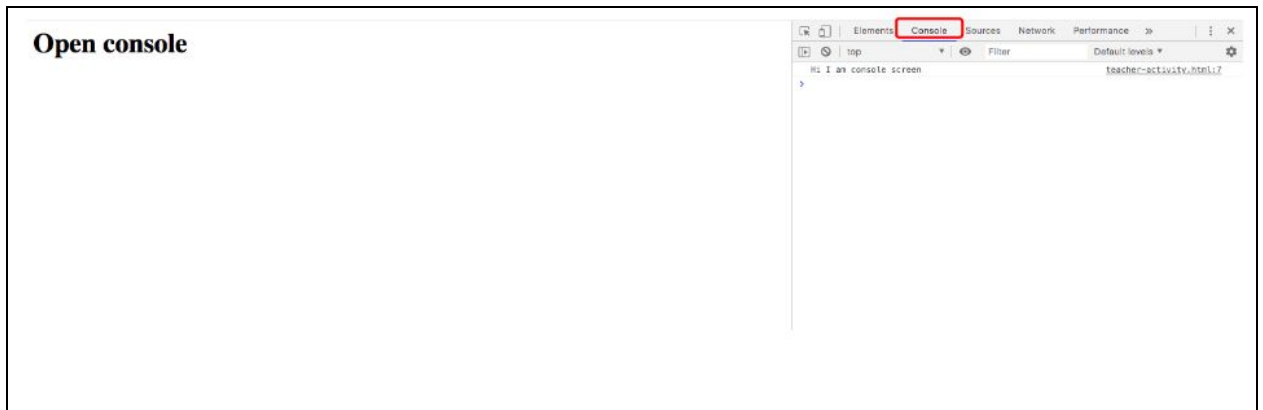 Open console
Elements Console Sources Network Performance »
top Filter Default levels
Hi I am console screen teacher-activity.html:7
>